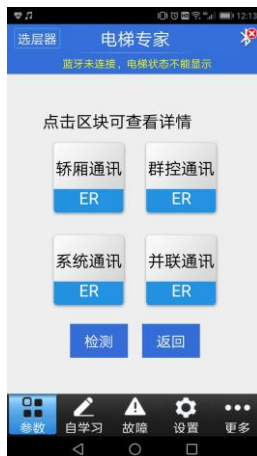 12:13
选层器 电梯专家
蓝牙未连接，电梯状态不能显示
点击区块可查看详情
轿厢通讯 群控通讯
ER ER
系统通讯 并联通讯
ER ER
检测 返回
参数 自学习 故障 设置 更多